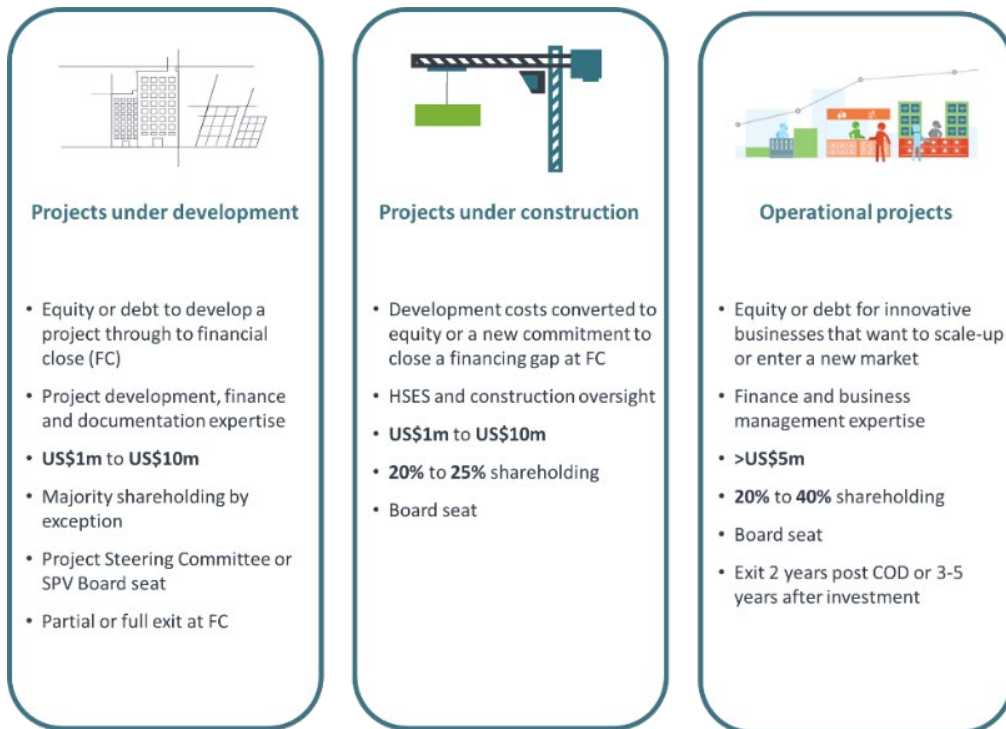 Projects under development
• Equity or debt to develop a
project through to financial
close (FC)
• Project development, finance
and documentation expertise
• US$1m to US$10m
• Majority shareholding by
exception
• Project Steering Committee or
SPV Board seat
• Partial or full exit at FC
Projects under construction
• Development costs converted to
equity or a new commitment to
close a financing gap at FC
• HSES and construction oversight
• US$1m to US$10m
• 20% to 25% shareholding
• Board seat
Operational projects
• Equity or debt for innovative
businesses that want to scale-up
or enter a new market
• Finance and business
management expertise
• >US$5m
• 20% to 40% shareholding
• Board seat
• Exit 2 years post COD or 3-5
years after investment